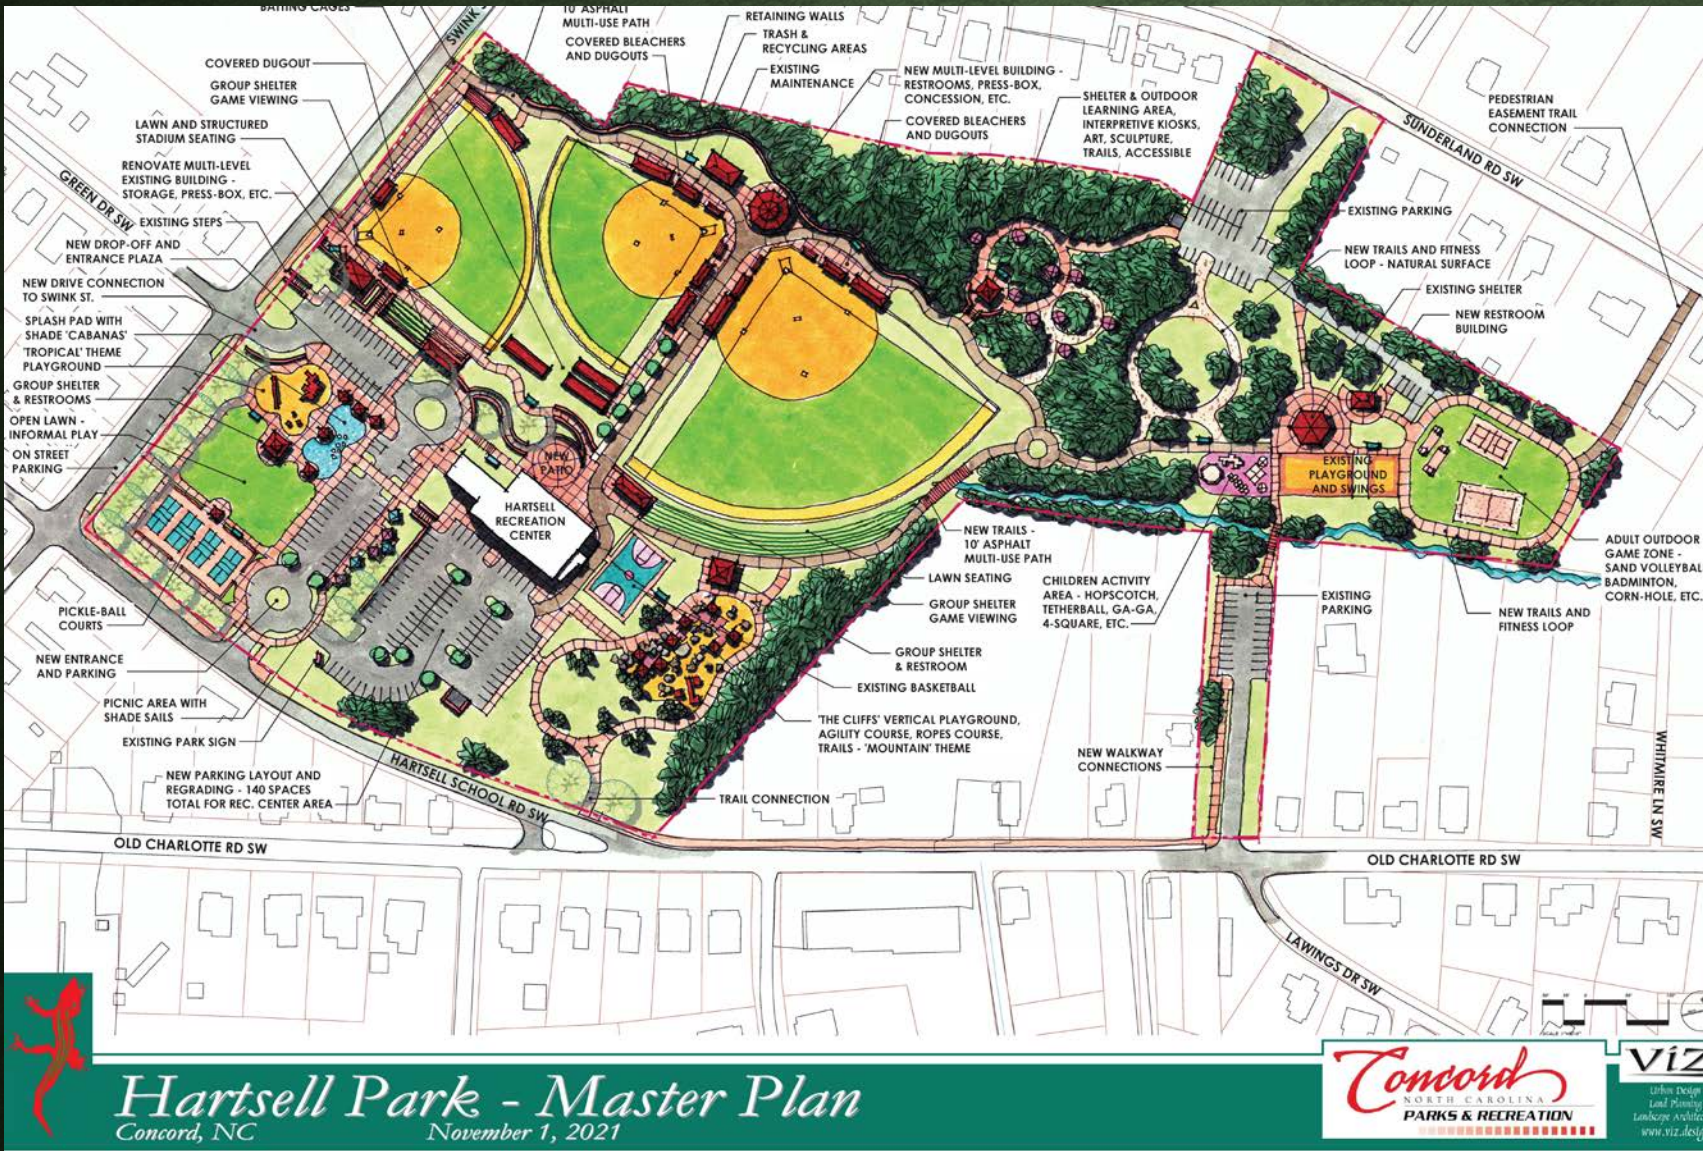 BATTING CAGES
10' ASPHALT
MULTI-USE PATH
COVERED BLEACHERS
AND DUGOUTS
RETAINING WALLS
TRASH &
RECYCLING AREAS
EXISTING
MAINTENANCE
NEW MULTI-LEVEL BUILDING -
RESTROOMS, PRESS-BOX,
CONCESSION, ETC.
COVERED BLEACHERS
AND DUGOUTS
SHELTER & OUTDOOR
LEARNING AREA,
INTERPRETIVE KIOSKS,
ART, SCULPTURE,
TRAILS, ACCESSIBLE
PEDESTRIAN
EASEMENT TRAIL
CONNECTION
SUNDERLAND RD SW
SWINK
GREEN DR SW
COVERED DUGOUT
GROUP SHELTER
GAME VIEWING
LAWN AND STRUCTURED
STADIUM SEATING
RENOVATE MULTI-LEVEL
EXISTING BUILDING -
STORAGE, PRESS-BOX, ETC.
EXISTING STEPS
NEW DROP-OFF AND
ENTRANCE PLAZA
NEW DRIVE CONNECTION
TO SWINK ST.
SPLASH PAD WITH
SHADE 'CABANAS'
'TROPICAL' THEME
PLAYGROUND
GROUP SHELTER
& RESTROOMS
OPEN LAWN -
INFORMAL PLAY
ON STREET
PARKING
EXISTING PARKING
NEW TRAILS AND FITNESS
LOOP - NATURAL SURFACE
EXISTING SHELTER
NEW RESTROOM
BUILDING
NEW
PATIO
HARTSELL
RECREATION
CENTER
EXISTING
PLAYGROUND
AND SWINGS
PICKLE-BALL
COURTS
NEW ENTRANCE
AND PARKING
PICNIC AREA WITH
SHADE SAILS
EXISTING PARK SIGN
NEW PARKING LAYOUT AND
REGRADING - 140 SPACES
TOTAL FOR REC. CENTER AREA
NEW TRAILS -
10' ASPHALT
MULTI-USE PATH
LAWN SEATING
GROUP SHELTER
GAME VIEWING
GROUP SHELTER
& RESTROOM
EXISTING BASKETBALL
'THE CLIFFS' VERTICAL PLAYGROUND,
AGILITY COURSE, ROPES COURSE,
TRAILS - 'MOUNTAIN' THEME
TRAIL CONNECTION
CHILDREN ACTIVITY
AREA - HOPSCOTCH,
TETHERBALL, GA-GA,
4-SQUARE, ETC.
NEW WALKWAY
CONNECTIONS
EXISTING
PARKING
NEW TRAILS AND
FITNESS LOOP
ADULT OUTDOOR
GAME ZONE -
SAND VOLLEYBAL
BADMINTON,
CORN-HOLE, ETC.
WHITMIRE LN SW
HARTSELL SCHOOL RD SW
OLD CHARLOTTE RD SW
OLD CHARLOTTE RD SW
LAWINGS DR SW
Hartsell Park - Master Plan
Concord, NC
November 1, 2021
Concord
NORTH CAROLINA
PARKS & RECREATION
viz
Urban Design
Land Planning
Landscape Architec
www.viz.desig